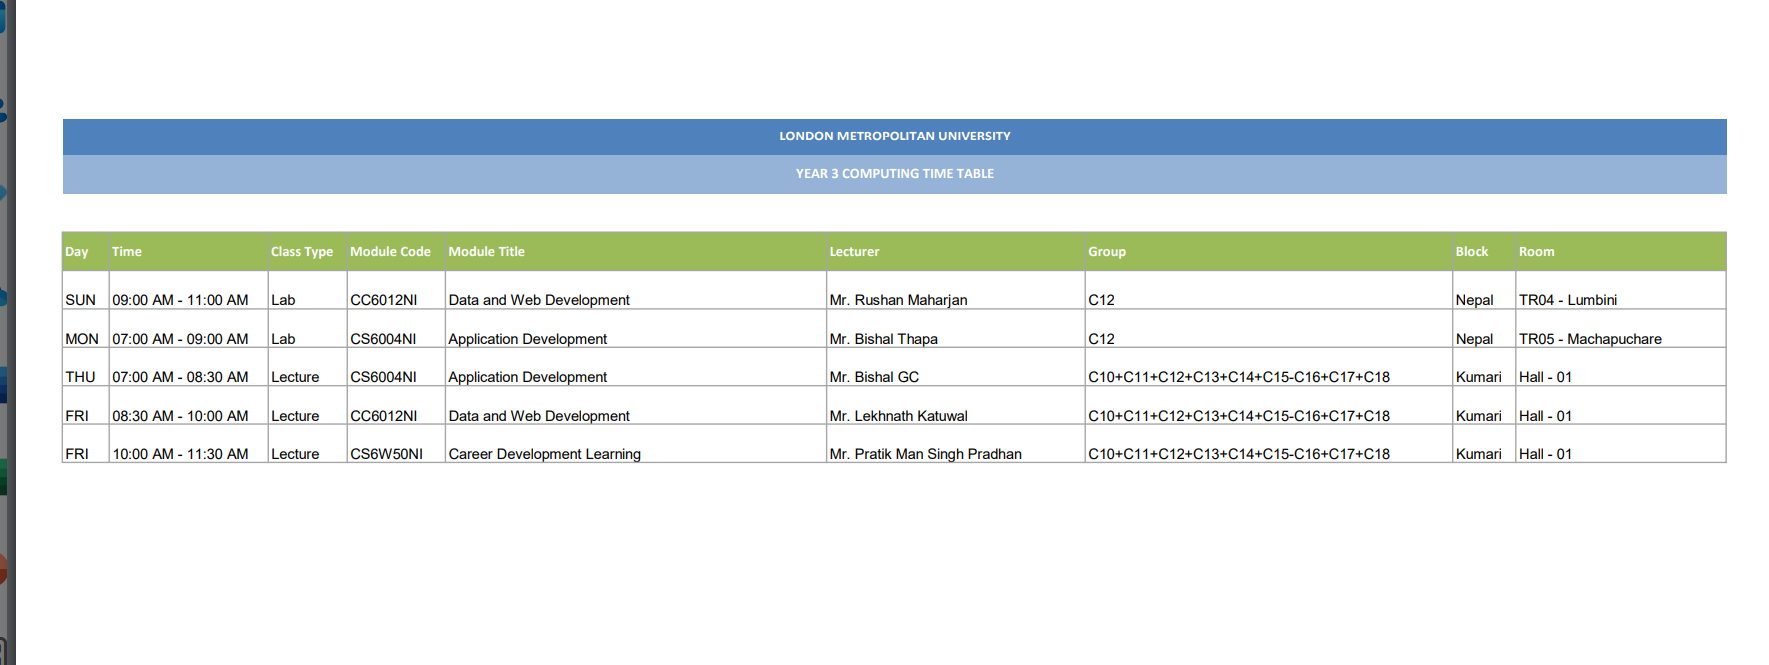 LONDON METROPOLITAN UNIVERSITY
YEAR 3 COMPUTING TIME TABLE
Day Time Class Type Module Code Module Title Lecturer Group Block Room
SUN 09:00 AM - 11:00 AM Lab CC6012NI Data and Web Development Mr. Rushan Maharjan C12 Nepal TR04 - Lumbini
MON 07:00 AM - 09:00 AM Lab CS6004NI Application Development Mr. Bishal Thapa C12 Nepal TR05 - Machapuchare
THU 07:00 AM - 08:30 AM Lecture CS6004NI Application Development Mr. Bishal GC C10+C11+C12+C13+C14+C15-C16+C17+C18 Kumari Hall - 01
FRI 08:30 AM - 10:00 AM Lecture CC6012NI Data and Web Development Mr. Lekhnath Katuwal C10+C11+C12+C13+C14+C15-C16+C17+C18 Kumari Hall - 01
FRI 10:00 AM - 11:30 AM Lecture CS6W50NI Career Development Learning Mr. Pratik Man Singh Pradhan C10+C11+C12+C13+C14+C15-C16+C17+C18 Kumari Hall - 01